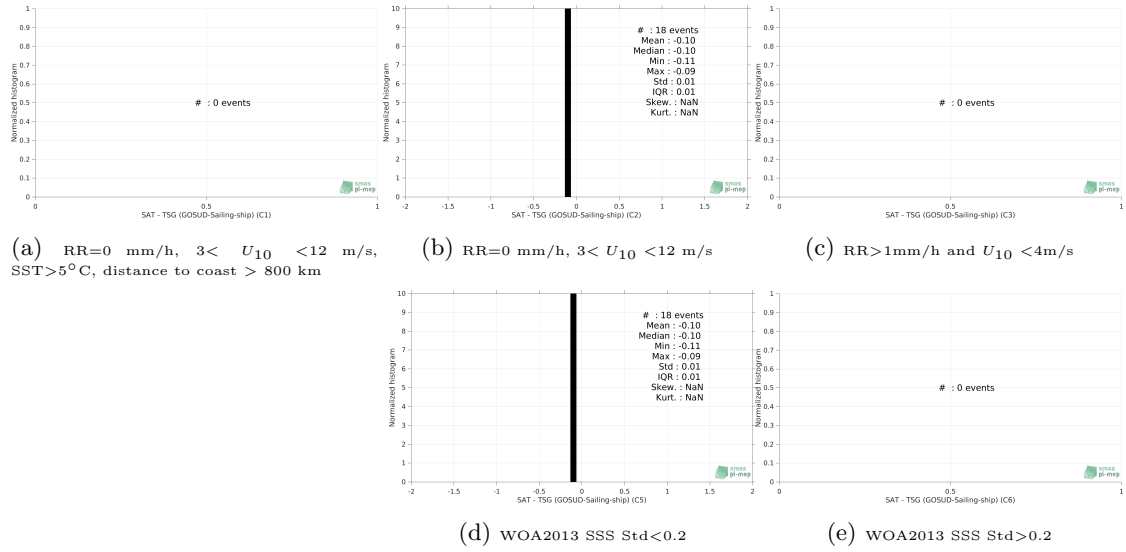 1
0.9
0.8
0.7
0.6
0.5
0.4
0.3
0.2
0.1
0
Normalized histogram
# : 0 events
smos
pi-mep
0 0.5 1
SAT - TSG (GOSUD-Sailing-ship) (C1)
10
9
8
7
6
5
4
3
2
1
0
# : 18 events
Mean : -0.10
Median : -0.10
Min : -0.11
Max : -0.09
Std : 0.01
IQR : 0.01
Skew. : NaN
Kurt. : NaN
Normalized histogram
smos
pi-mep
-2 -1.5 -1 -0.5 0 0.5 1 1.5 2
SAT - TSG (GOSUD-Sailing-ship) (C2)
1
0.9
0.8
0.7
0.6
0.5
0.4
0.3
0.2
0.1
0
Normalized histogram
# : 0 events
smos
pi-mep
0 0.5 1
SAT - TSG (GOSUD-Sailing-ship) (C3)
(a) RR=0 mm/h, 3< U10 <12 m/s,
SST>5°C, distance to coast > 800 km
(b) RR=0 mm/h, 3< U10 <12 m/s
(c) RR>1mm/h and U10 <4m/s
10
9
8
7
6
5
4
3
2
1
0
Normalized histogram
# : 18 events
Mean : -0.10
Median : -0.10
Min : -0.11
Max : -0.09
Std : 0.01
IQR : 0.01
Skew. : NaN
Kurt. : NaN
smos
pi-mep
-2 -1.5 -1 -0.5 0 0.5 1 1.5 2
SAT - TSG (GOSUD-Sailing-ship) (C5)
1
0.9
0.8
0.7
0.6
0.5
0.4
0.3
0.2
0.1
0
Normalized histogram
# : 0 events
smos
pi-mep
0 0.5 1
SAT - TSG (GOSUD-Sailing-ship) (C6)
(d) WOA2013 SSS Std<0.2
(e) WOA2013 SSS Std>0.2